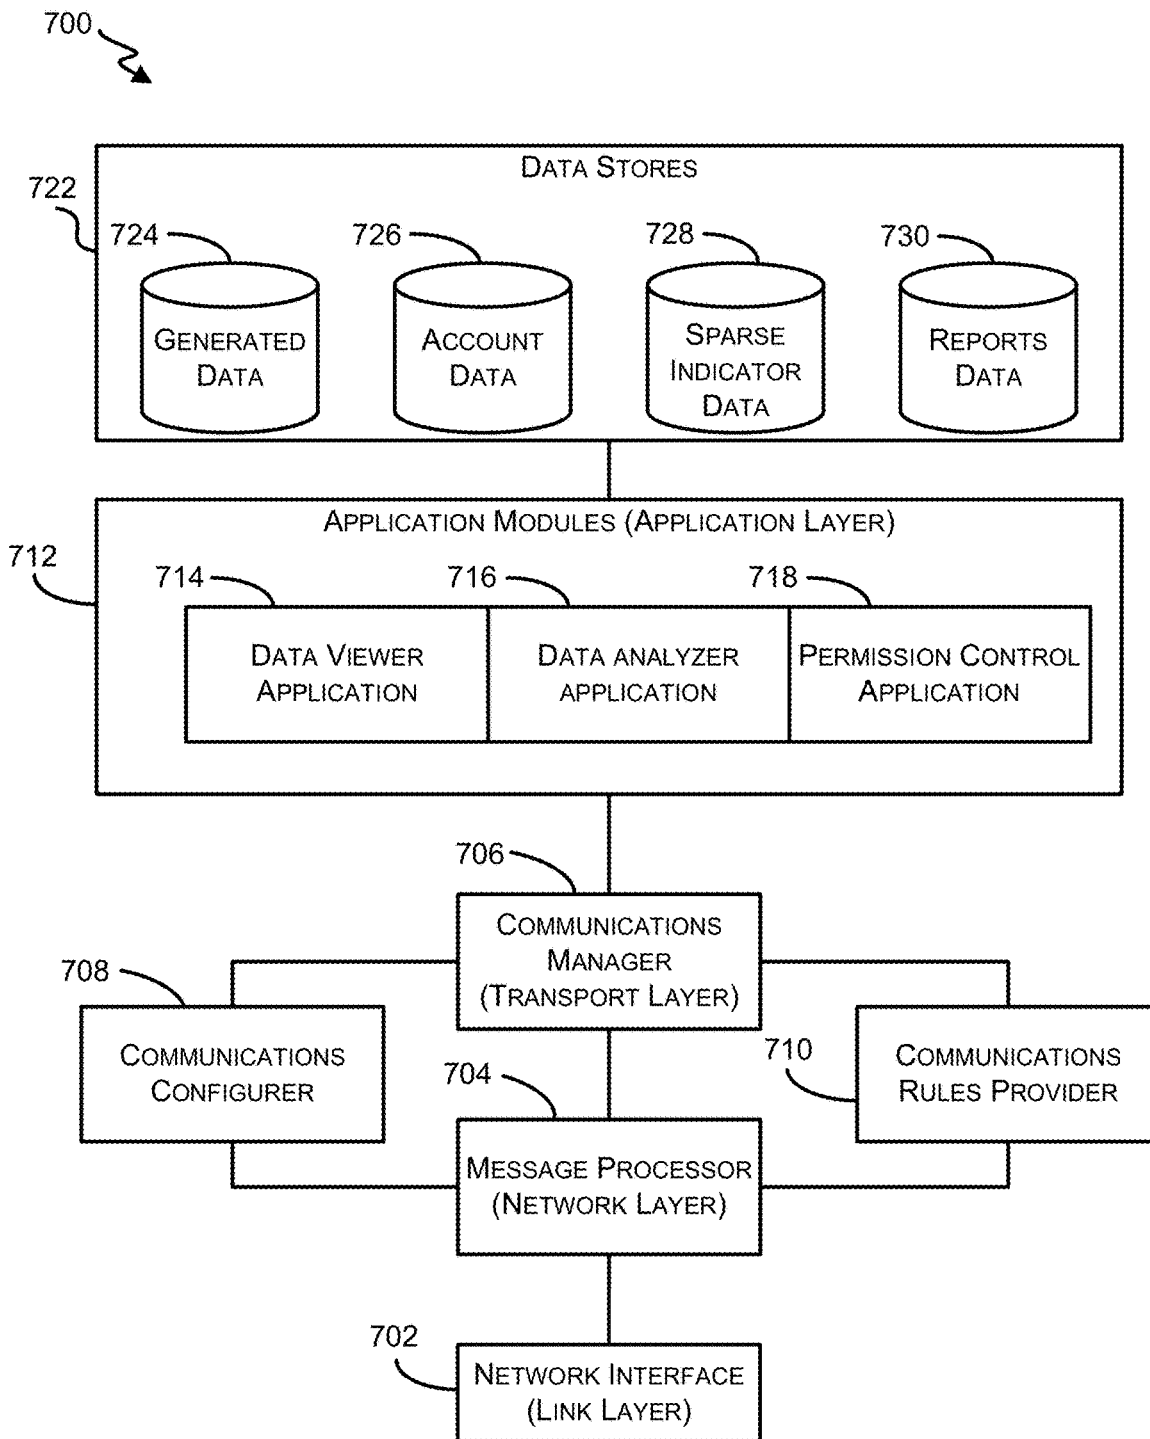 700
DATA STORES
722
724
726
728
730
GENERATED
DATA
ACCOUNT
DATA
SPARSE
INDICATOR
DATA
REPORTS
DATA
APPLICATION MODULES (APPLICATION LAYER)
712
714
716
718
DATA VIEWER
APPLICATION
DATA ANALYZER
APPLICATION
PERMISSION CONTROL
APPLICATION
706
COMMUNICATIONS
MANAGER
(TRANSPORT LAYER)
708
COMMUNICATIONS
CONFIGURER
710
COMMUNICATIONS
RULES PROVIDER
704
MESSAGE PROCESSOR
(NETWORK LAYER)
702
NETWORK INTERFACE
(LINK LAYER)